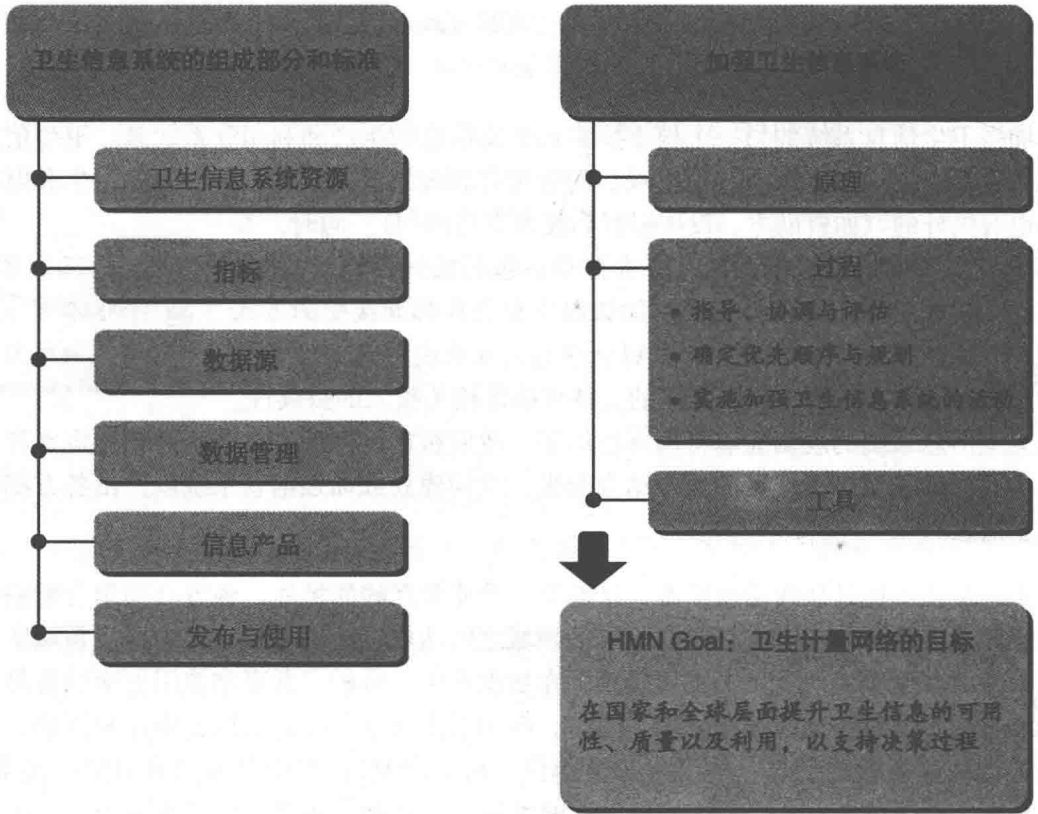 卫生信息系统的组成部分和标准
卫生信息系统资源
指标
数据源
数据管理
信息产品
发布与使用
加强卫生信息系统
原理
过程
• 指导、协调与评估
• 确定优先顺序与规划
• 实施加强卫生信息系统的活动
工具
HMN Goal：卫生计量网络的目标
在国家和全球层面提升卫生信息的可用
性、质量以及利用，以支持决策过程